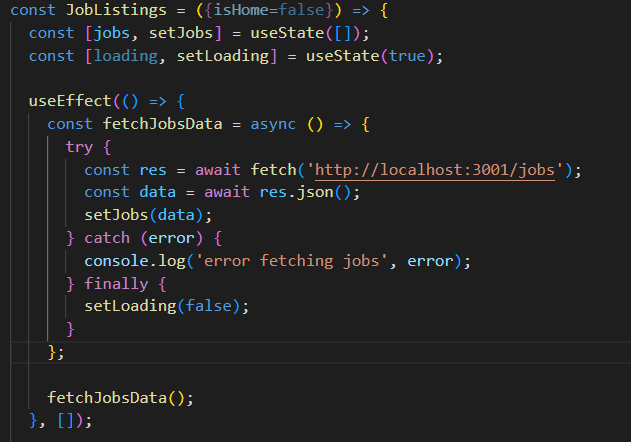 const JobListings = ({isHome=false}) => {
  const [jobs, setJobs] = useState([]);
  const [loading, setLoading] = useState(true);

  useEffect(() => {
    const fetchJobsData = async () => {
      try {
        const res = await fetch('http://localhost:3001/jobs');
        const data = await res.json();
        setJobs(data);
      } catch (error) {
        console.log('error fetching jobs', error);
      } finally {
        setLoading(false);
      }
    };

    fetchJobsData();
  }, []);